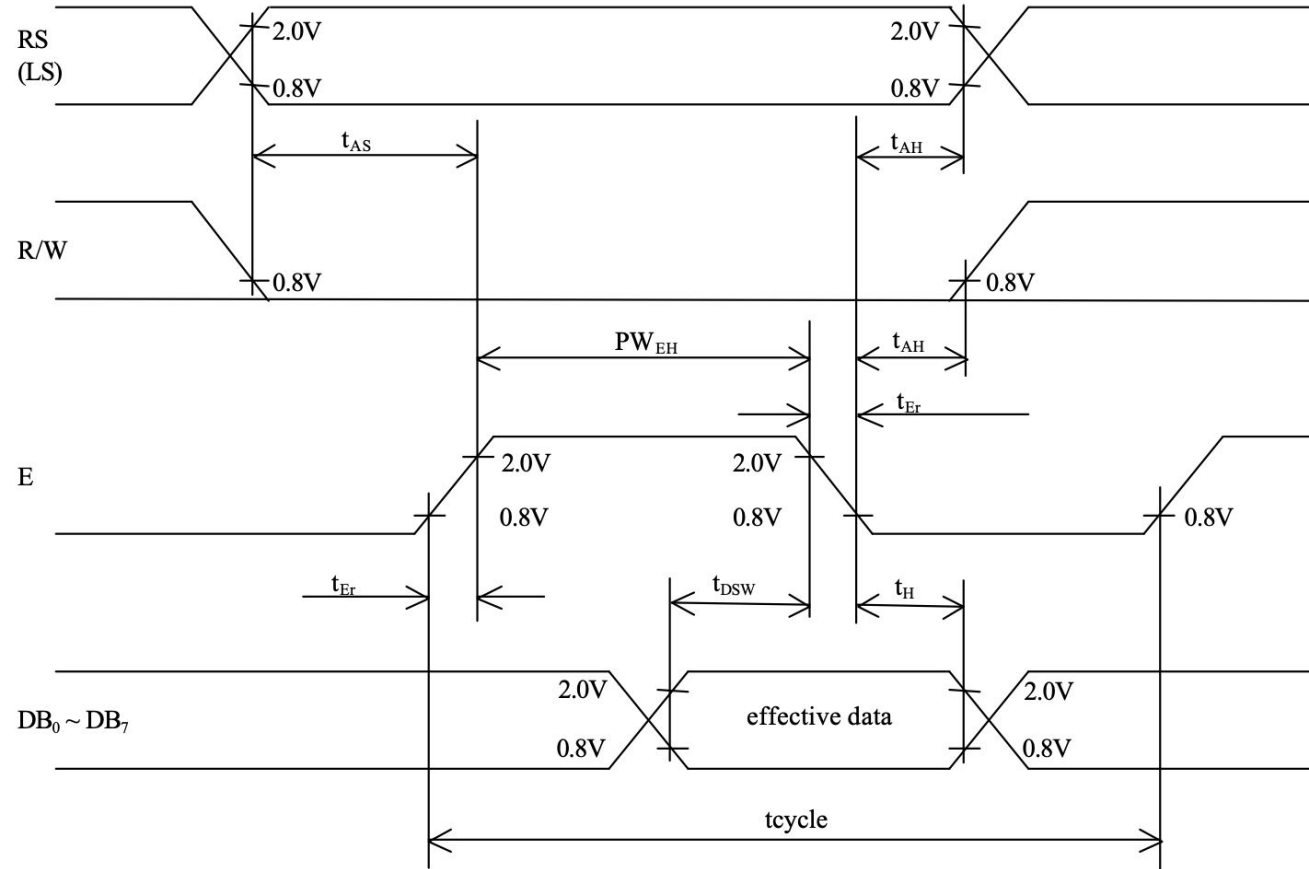 RS
(LS)
2.0V
2.0V
0.8V
0.8V
tAS
tAH
R/W
0.8V
0.8V
PWEH
tAH
tEr
E
2.0V
2.0V
0.8V
0.8V
0.8V
tEr
tDSW
tH
DB0 ~ DB7
2.0V
effective data
2.0V
0.8V
0.8V
tcycle